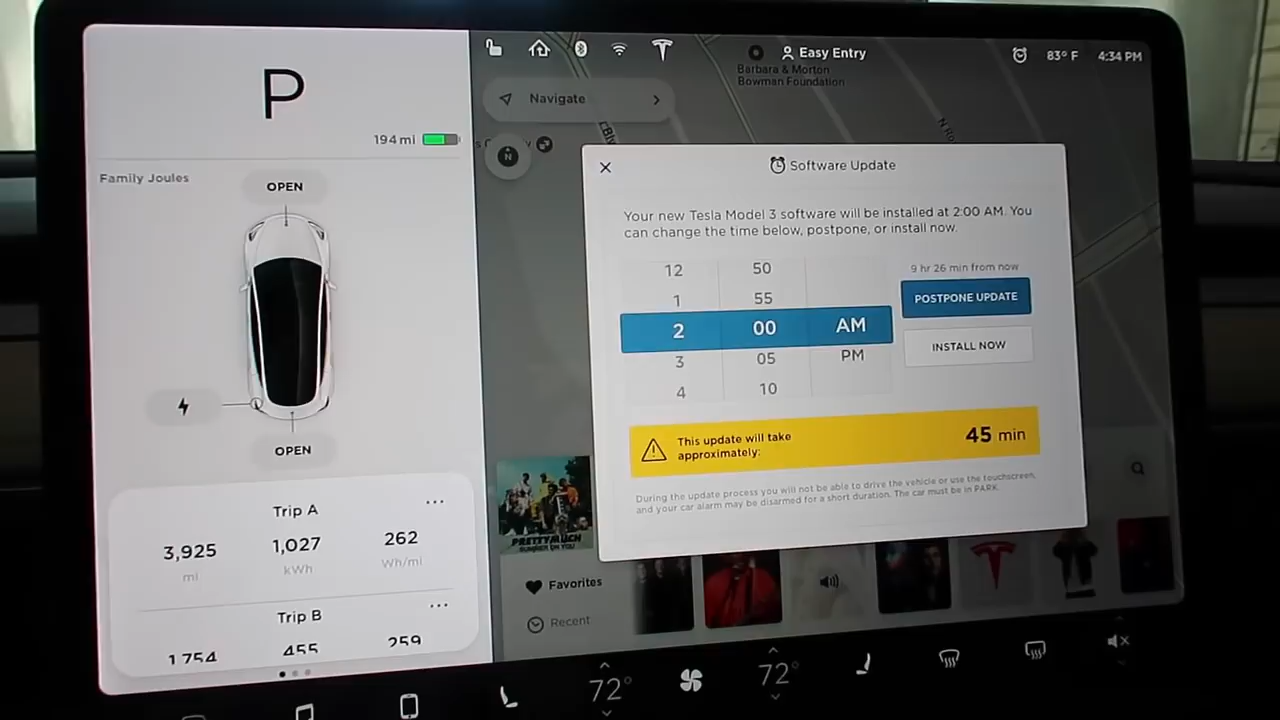 P
194 mi
Family Joules
OPEN
OPEN
Trip A
3,925
1,027
262
mi
kWh
Wh/mi
Trip B
1,754
455
259
Easy Entry
83° F
4:34 PM
Barbara & Morton
Bowman Foundation
Navigate
N
N Ro
Software Update
Your new Tesla Model 3 software will be installed at 2:00 AM. You
can change the time below, postpone, or install now.
12 50
1 55
2 00 AM
3 05 PM
4 10
9 hr 26 min from now
POSTPONE UPDATE
INSTALL NOW
This update will take
approximately:
45 min
During the update process you will not be able to drive the vehicle or use the touchscreen,
and your car alarm may be disarmed for a short duration. The car must be in PARK.
PRETTYMUCH
SUMMER ON YOU
Favorites
Recent
72°
72°